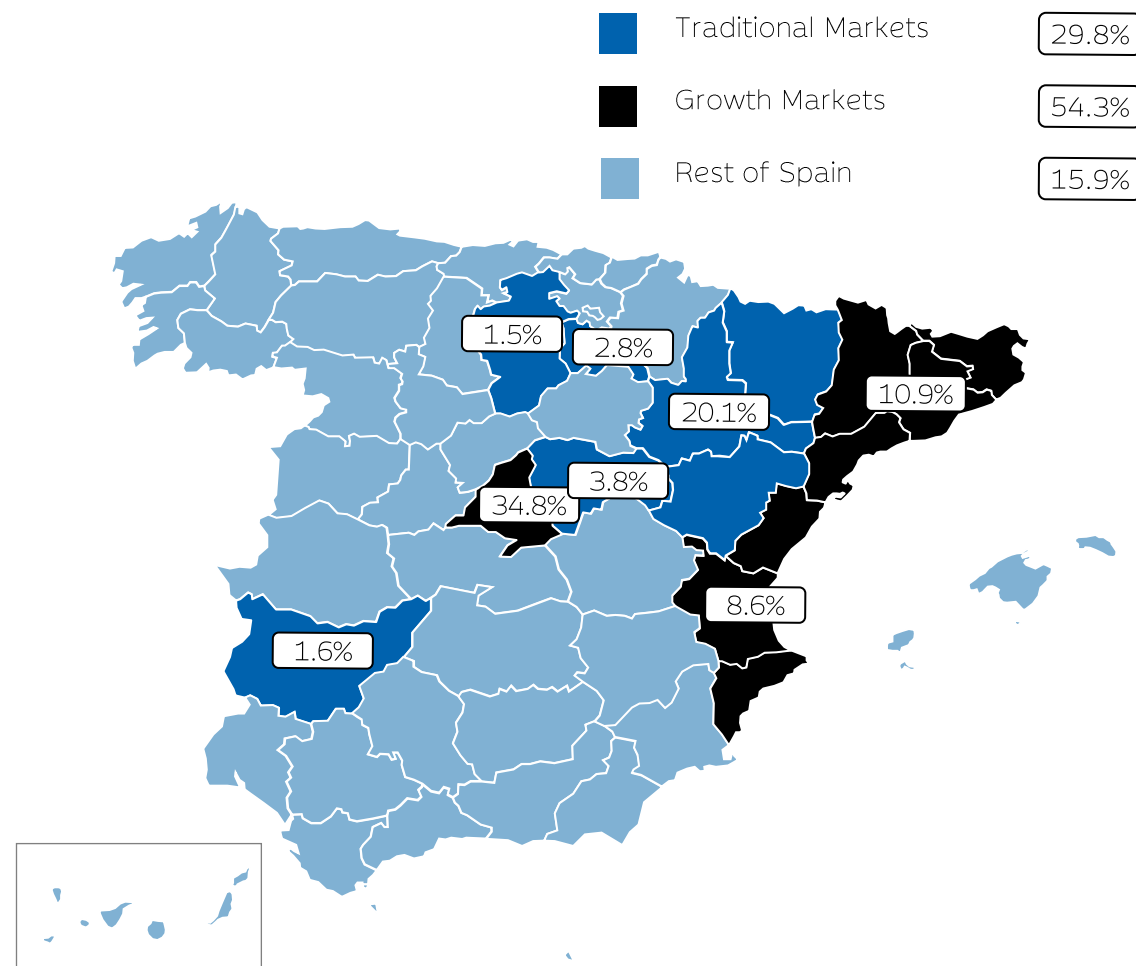 Traditional Markets 29.8%
Growth Markets 54.3%
Rest of Spain 15.9%
1.5%
2.8%
10.9%
20.1%
3.8%
34.8%
8.6%
1.6%